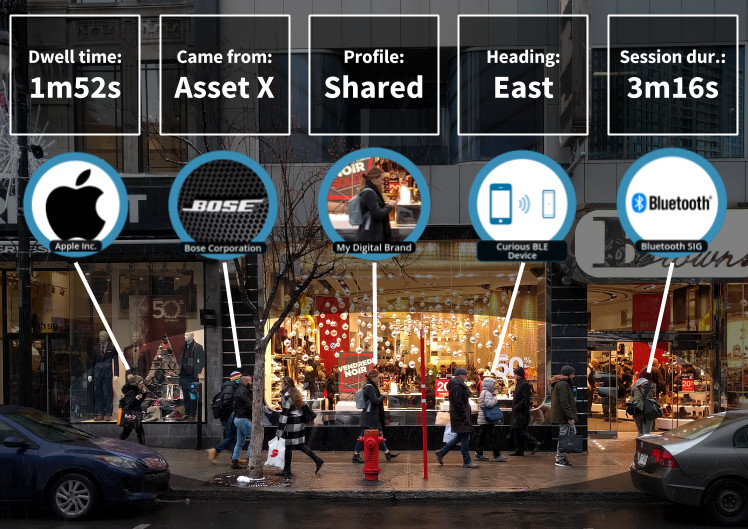 Dwell time:
1m52s
Came from:
Asset X
Profile:
Shared
Heading:
East
Session dur.:
3m16s
Apple Inc.
BOSE
Bose Corporation
NOIR
My Digital Brand
Curious BLE
Device
Bluetooth®
Bluetooth SIG
Browns
50%
VENDREDI
NOIR
50%
20
20